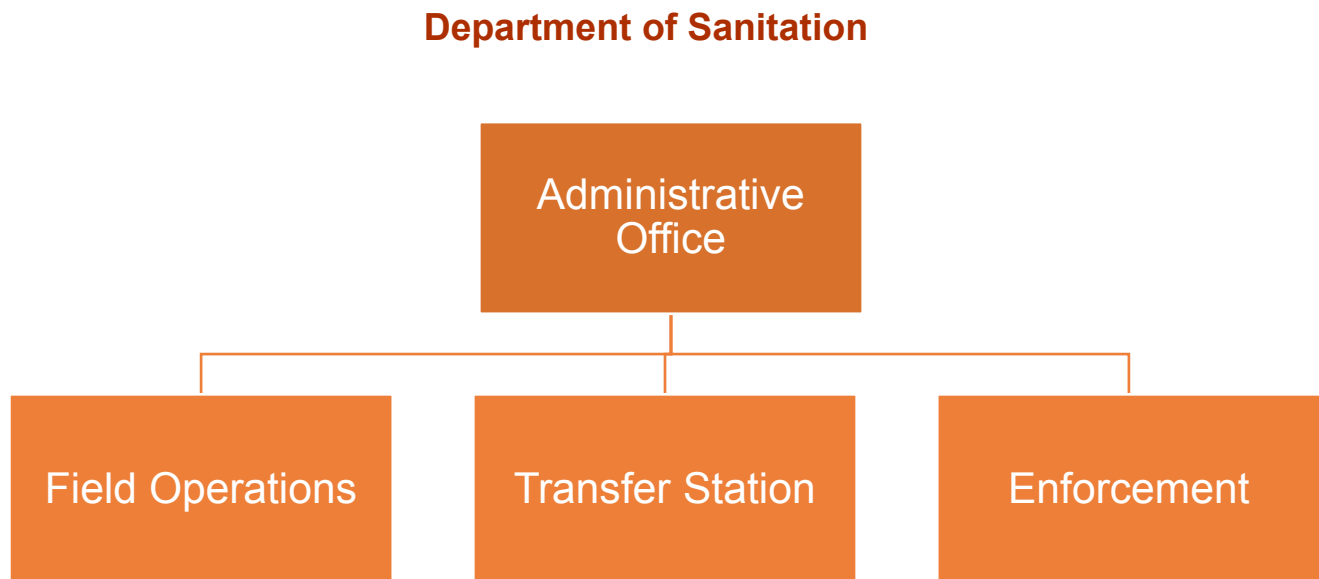 Department of Sanitation
Administrative
Office
Field Operations
Transfer Station
Enforcement